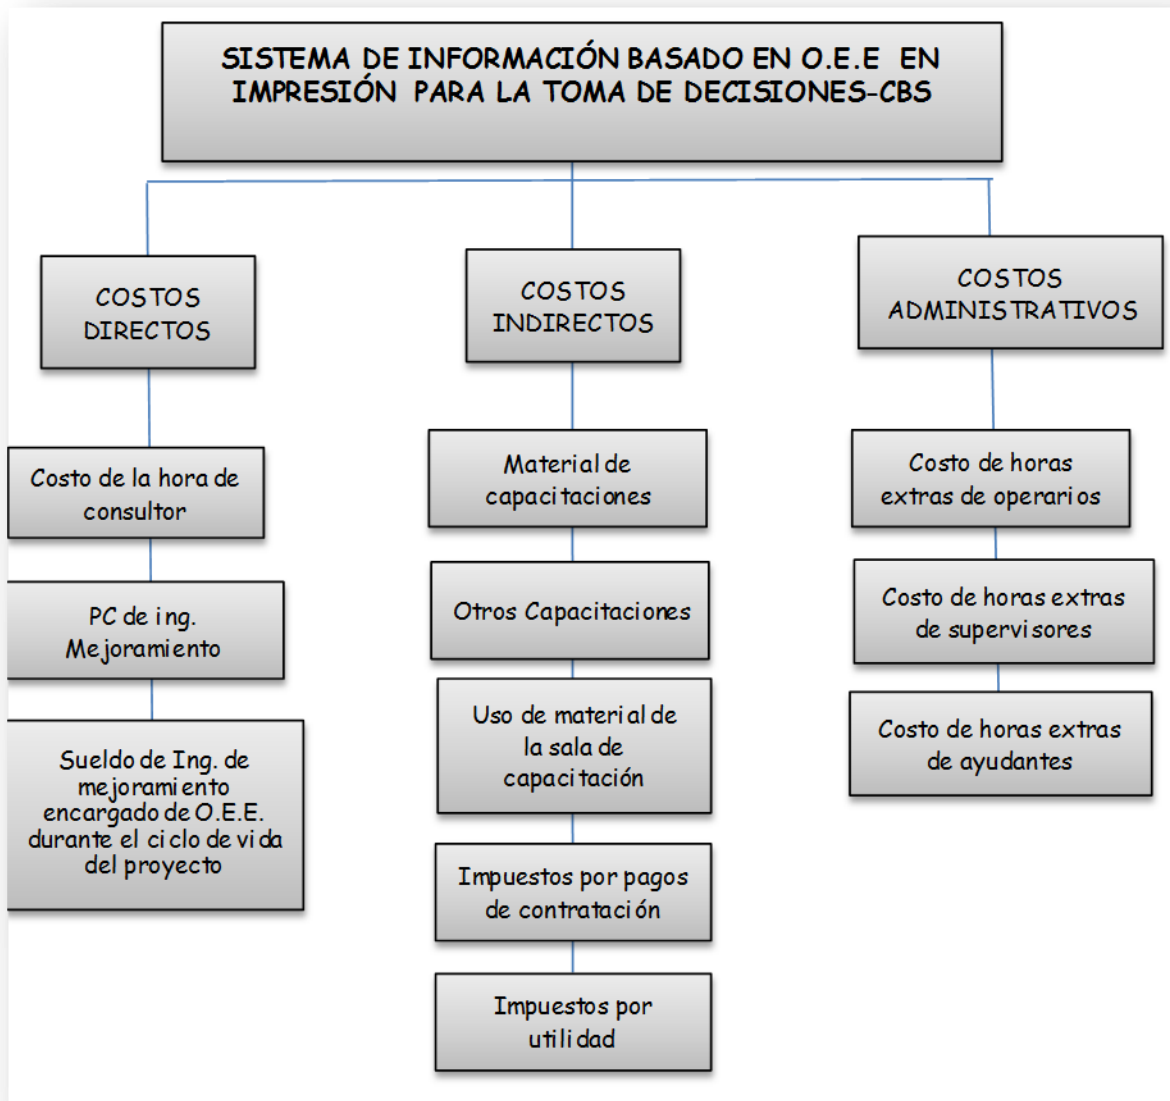 SISTEMA DE INFORMACIÓN BASADO EN O.E.E EN
IMPRESIÓN PARA LA TOMA DE DECISIONES-CBS
COSTOS
DIRECTOS
Costo de la hora de
consultor
PC de ing.
Mejoramiento
Sueldo de Ing. de
mejoramiento
encargado de O.E.E.
durante el ciclo de vida
del proyecto
COSTOS
INDIRECTOS
Material de
capacitaciones
Otros Capacitaciones
Uso de material de
la sala de
capacitación
Impuestos por pagos
de contratación
Impuestos por
utilidad
COSTOS
ADMINISTRATIVOS
Costo de horas
extras de operarios
Costo de horas extras
de supervisores
Costo de horas extras
de ayudantes